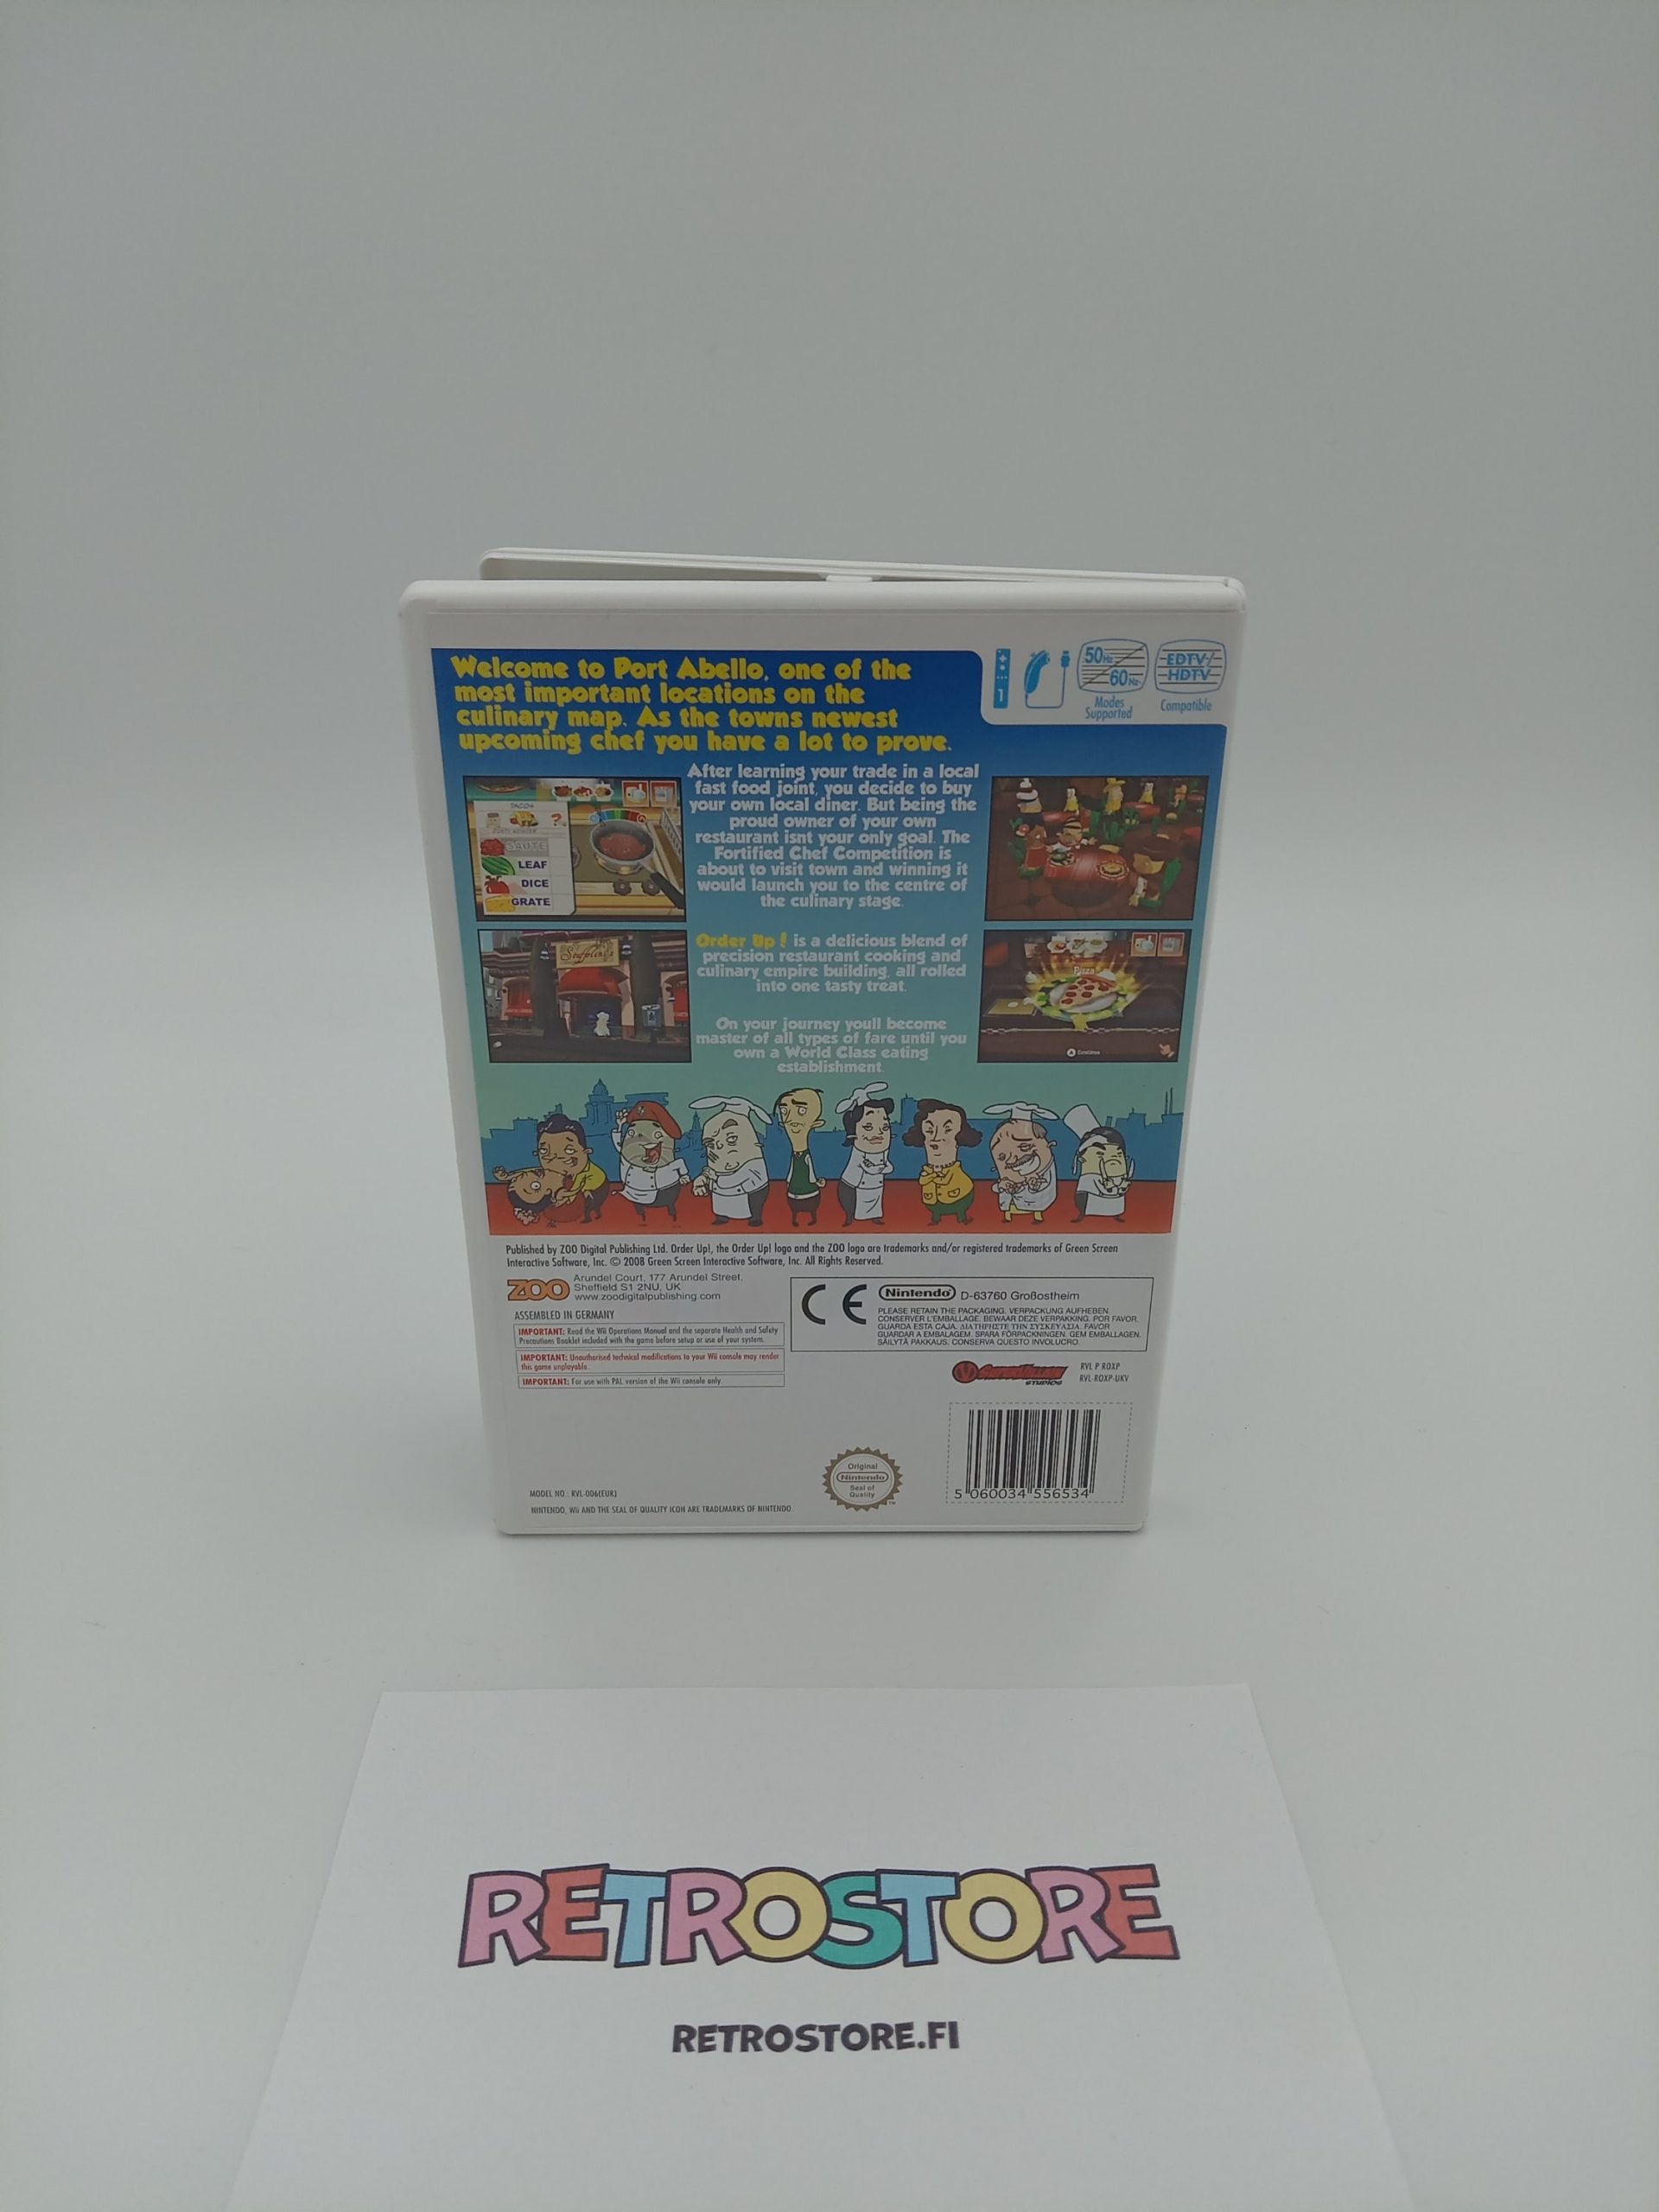 Welcome to Port Abello, one of the
most important locations on the
culinary map. As the towns newest
upcoming chef you have a lot to prove.
50Hz
60Hz
Modes
Supported
EDTV/
HDTV
Compatible
1
After learning your trade in a local
fast food joint, you decide to buy
your own local diner. But being the
proud owner of your own
restaurant isnt your only goal. The
Fortified Chef Competition is
about to visit town and winning it
would launch you to the centre of
the culinary stage.
TACOS
SAUTE
LEAF
DICE
GRATE
Order Up! is a delicious blend of
precision restaurant cooking and
culinary empire building, all rolled
into one tasty treat.
Pizza
A Continue
On your journey youll become
master of all types of fare until you
own a World Class eating
establishment.
Published by ZOO Digital Publishing Ltd. Order Up!, the Order Up! logo and the ZOO logo are trademarks and/or registered trademarks of Green Screen
Interactive Software, Inc. © 2008 Green Screen Interactive Software, Inc. All Rights Reserved.
ZOO
Arundel Court, 177 Arundel Street,
Sheffield S1 2NU, UK
www.zoodigitalpublishing.com
ASSEMBLED IN GERMANY
IMPORTANT: Read the Wii Operations Manual and the separate Health and Safety
Precautions Booklet included with the game before setup or use of your system.
IMPORTANT: Unauthorised technical modifications to your Wii console may render
this game unplayable.
IMPORTANT: For use with PAL version of the Wii console only.
CE
Nintendo D-63760 Großostheim
PLEASE RETAIN THE PACKAGING. VERPACKUNG AUFHEBEN.
CONSERVER L'EMBALLAGE. BEWAAR DEZE VERPAKKING. POR FAVOR,
GUARDA ESTA CAJA. ΔΙΑΤΗΡΗΣΤΕ ΤΗΝ ΣΥΣΚΕΥΑΣΙΑ. FAVOR
GUARDAR A EMBALAGEM. SPARA FÖRPACKNINGEN. GEM EMBALLAGEN.
SÄILYTÄ PAKKAUS. CONSERVA QUESTO INVOLUCRO.
SUPERVILLAIN
STUDIOS
RVL P ROXP
RVL-ROXP-UKV
5 060034 556534
Original
Nintendo
Seal of
Quality
TM
MODEL NO : RVL-006(EUR)
NINTENDO, Wii AND THE SEAL OF QUALITY ICON ARE TRADEMARKS OF NINTENDO.
RETROSTORE
RETROSTORE.FI